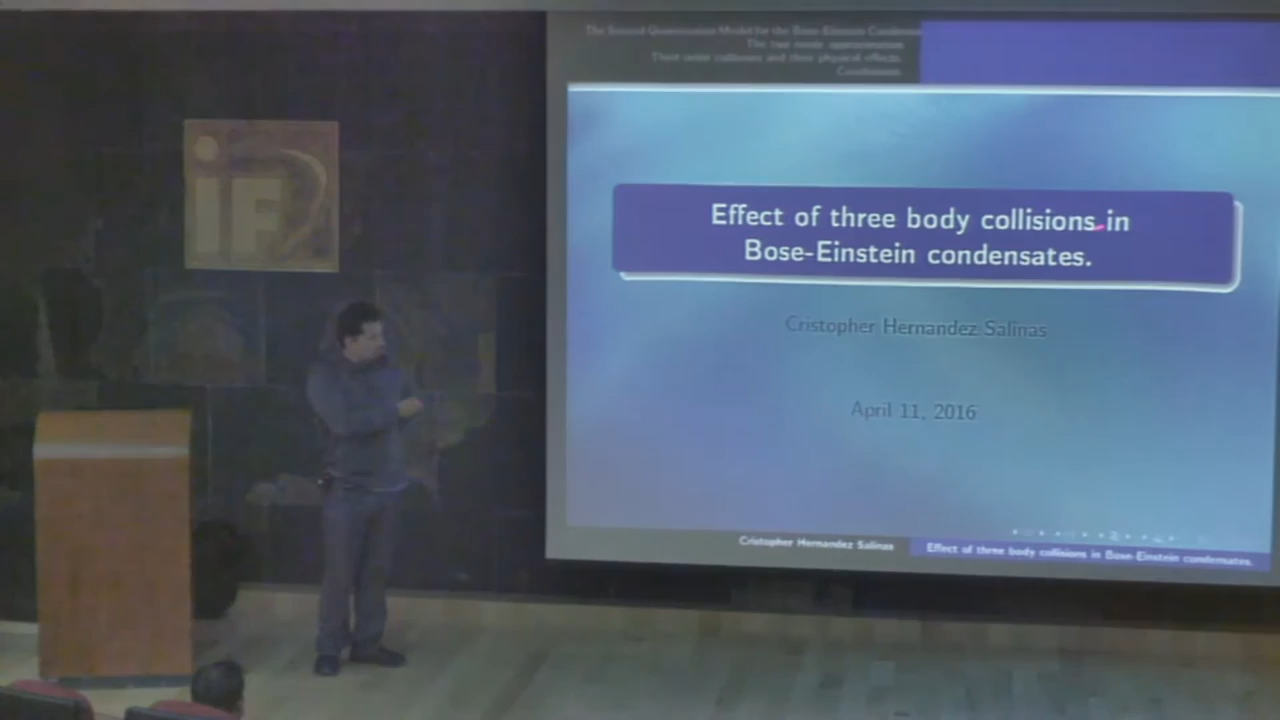 The Second Quantization Model for the Bose-Einstein Condensate
The two mode approximation
Three body collisions and their physical effects.
Conclusions.
iF
Effect of three body collisions in
Bose-Einstein condensates.
Cristopher Hernandez Salinas
April 11, 2016
Cristopher Hernandez Salinas
Effect of three body collisions in Bose-Einstein condensates.